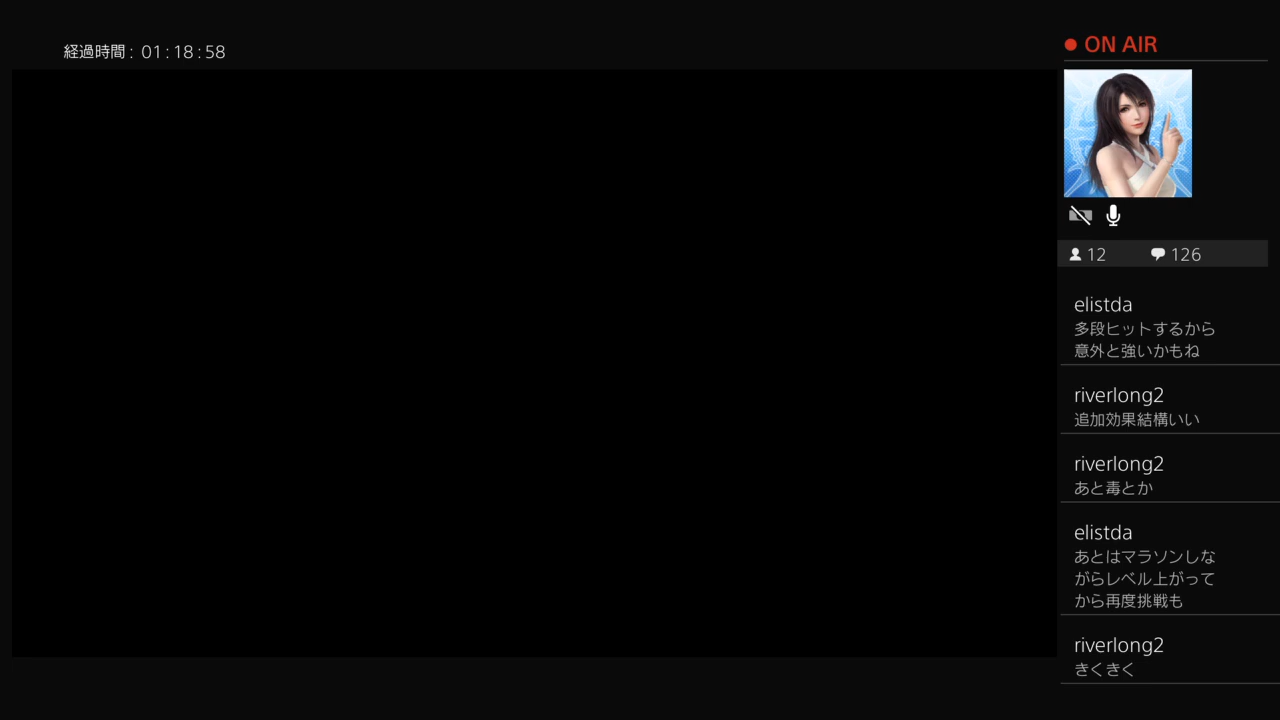 経過時間 : 01 : 18 : 58
ON AIR
12
126
elistda
多段ヒットするから
意外と強いかもね
riverlong2
追加効果結構いい
riverlong2
あと毒とか
elistda
あとはマラソンしな
がらレベル上がって
から再度挑戦も
riverlong2
きくきく